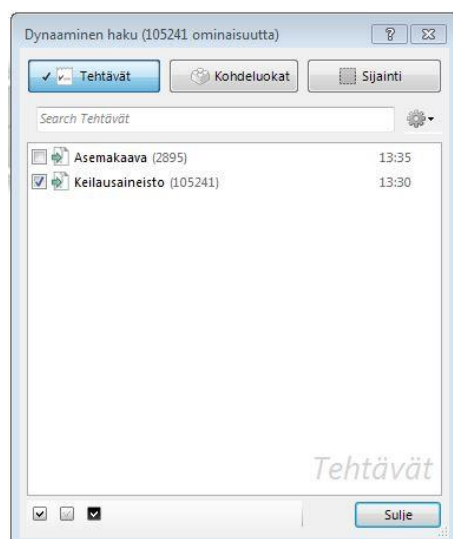 Dynaaminen haku (105241 ominaisuutta)
Tehtävät Kohdeluokat Sijainti
Search Tehtävät
Asemakaava (2895) 13:35
Keilausaineisto (105241) 13:30
Tehtävät
Sulje